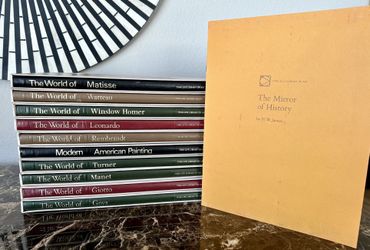 The World of Matisse
The World of Watteau
The World of Winslow Homer
The World of Leonardo
The World of Rembrandt
Modern American Painting
The World of Turner
The World of Manet
The World of Giotto
The World of Goya
The Mirror
of History